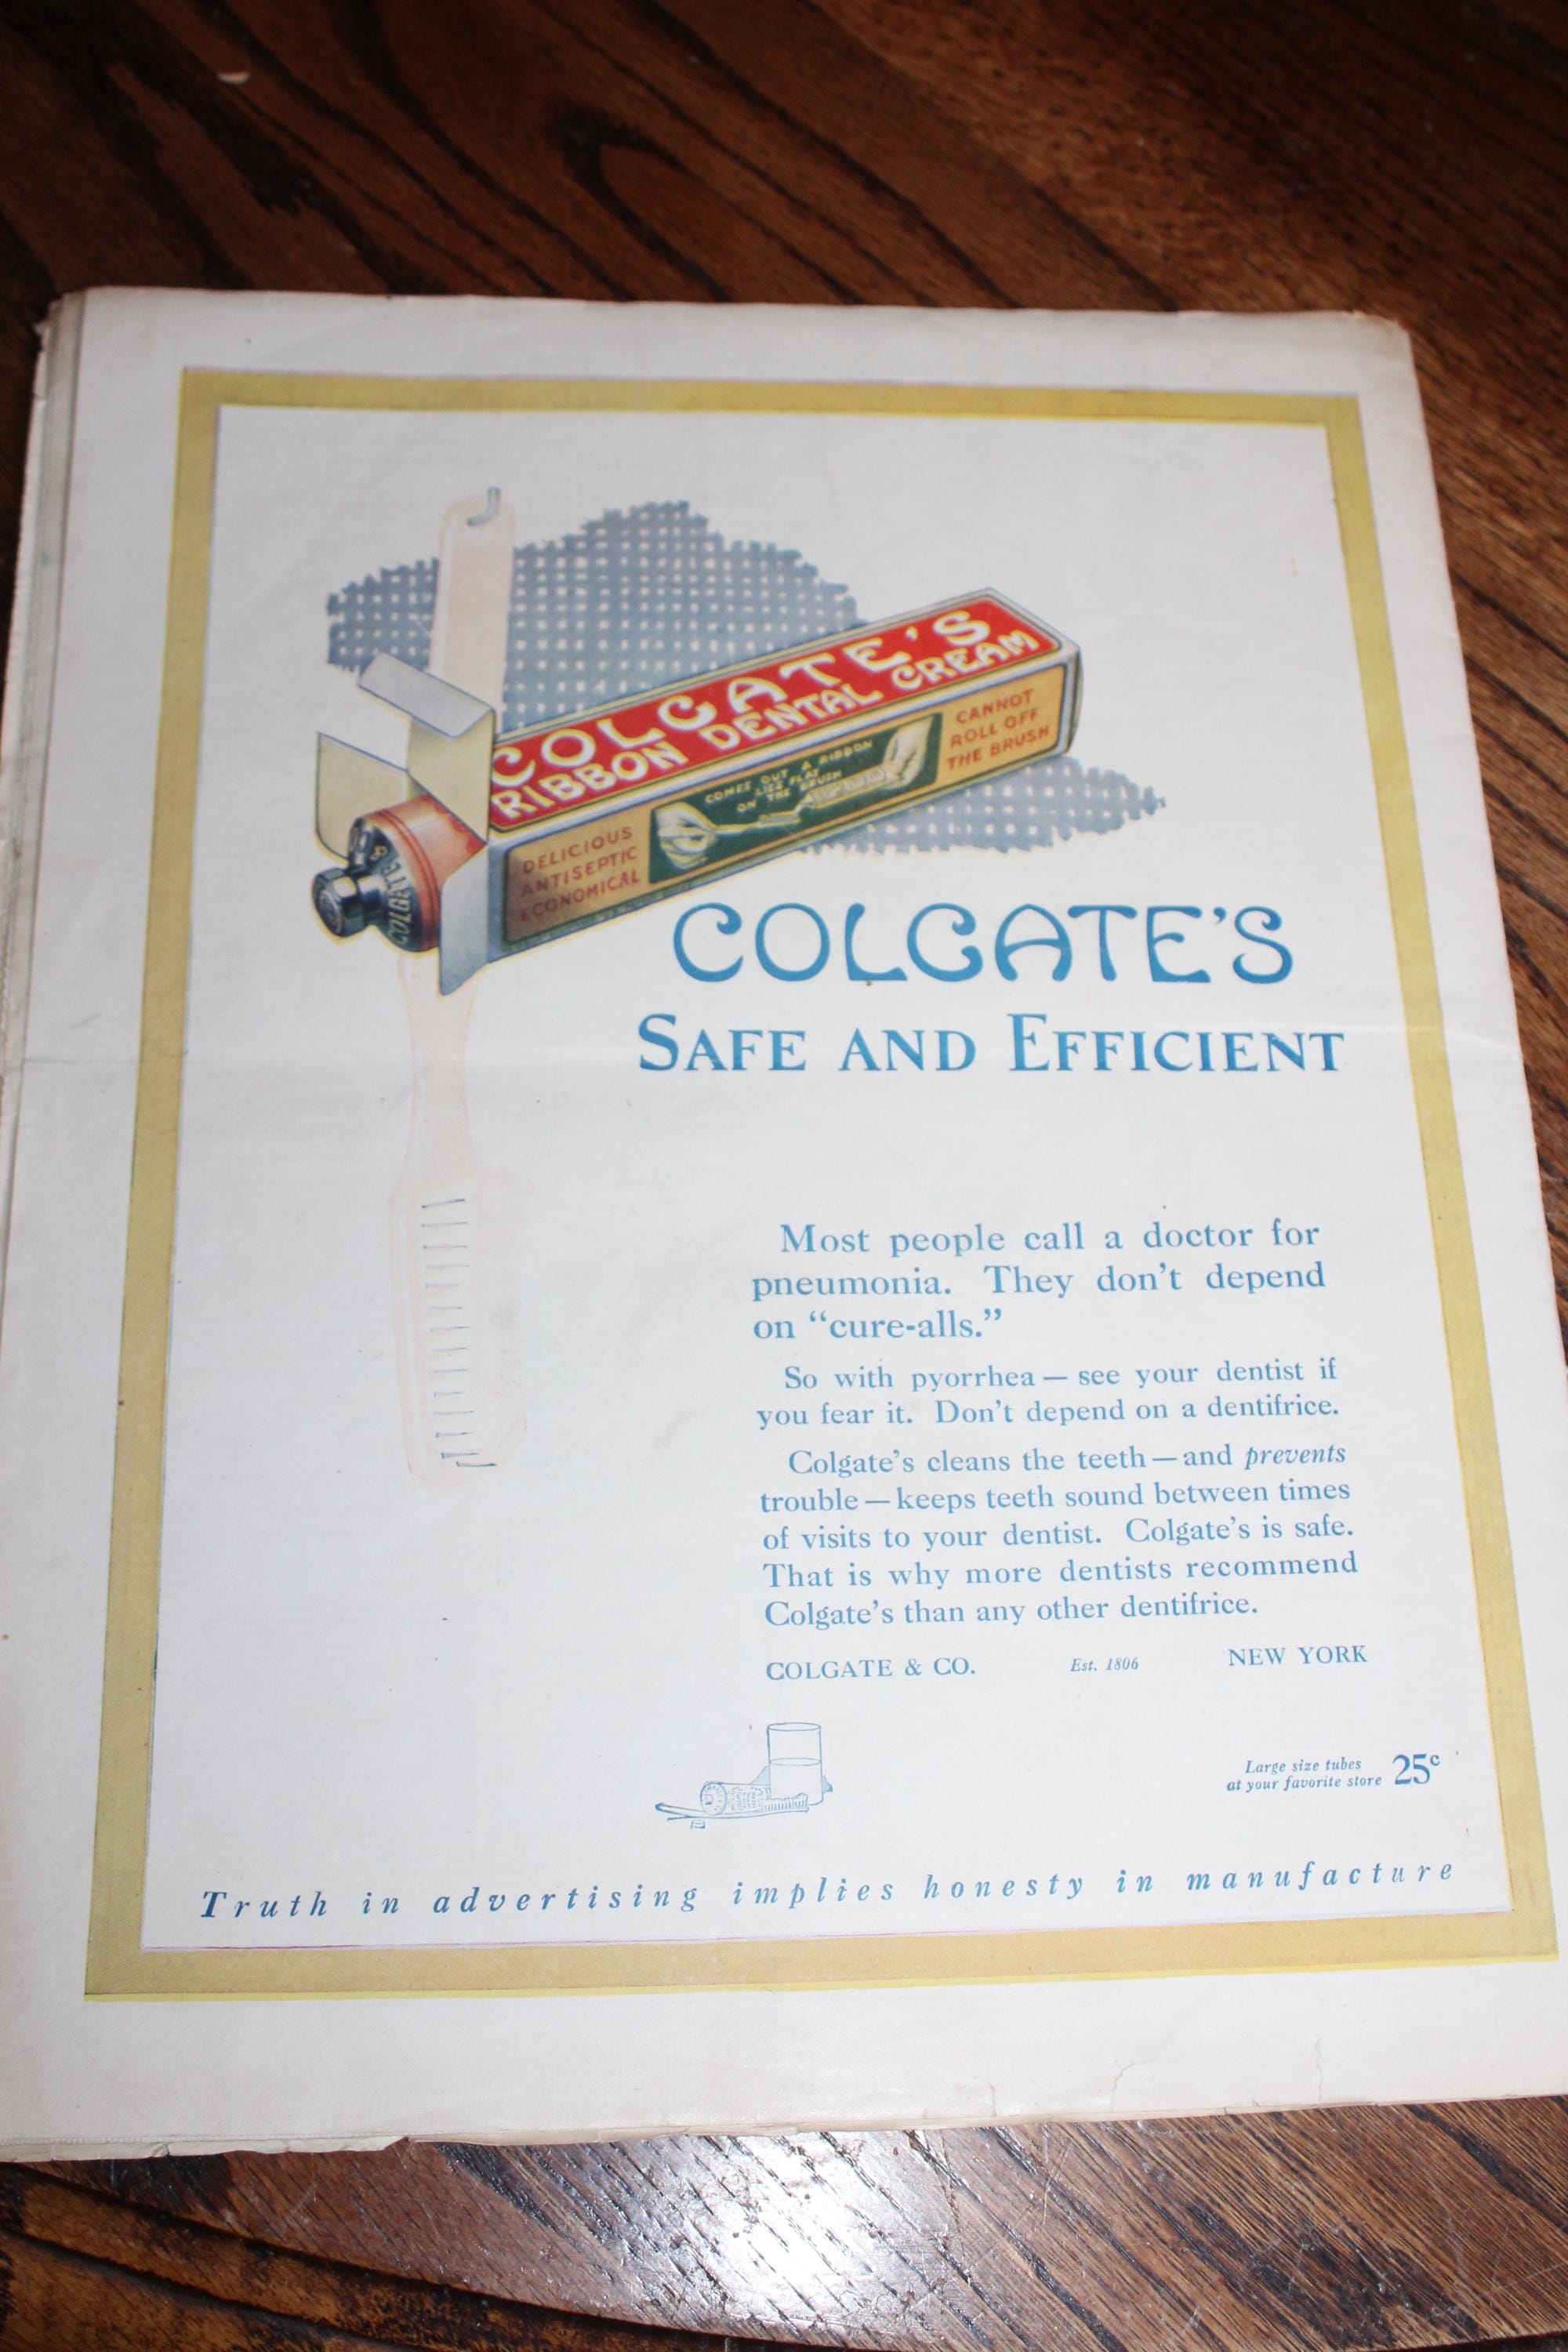 COLGATE'S
RIBBON DENTAL CREAM
DELICIOUS
ANTISEPTIC
ECONOMICAL
COMES OUT A RIBBON
LIES FLAT
ON THE BRUSH
CANNOT
ROLL OFF
THE BRUSH
COLGATE'S
COLGATE'S
SAFE AND EFFICIENT
Most people call a doctor for
pneumonia. They don't depend
on “cure-alls.”
So with pyorrhea — see your dentist if
you fear it. Don't depend on a dentifrice.
Colgate's cleans the teeth — and prevents
trouble — keeps teeth sound between times
of visits to your dentist. Colgate's is safe.
That is why more dentists recommend
Colgate's than any other dentifrice.
COLGATE & CO. Est. 1806 NEW YORK
Large size tubes
at your favorite store 25c
Truth in advertising implies honesty in manufacture